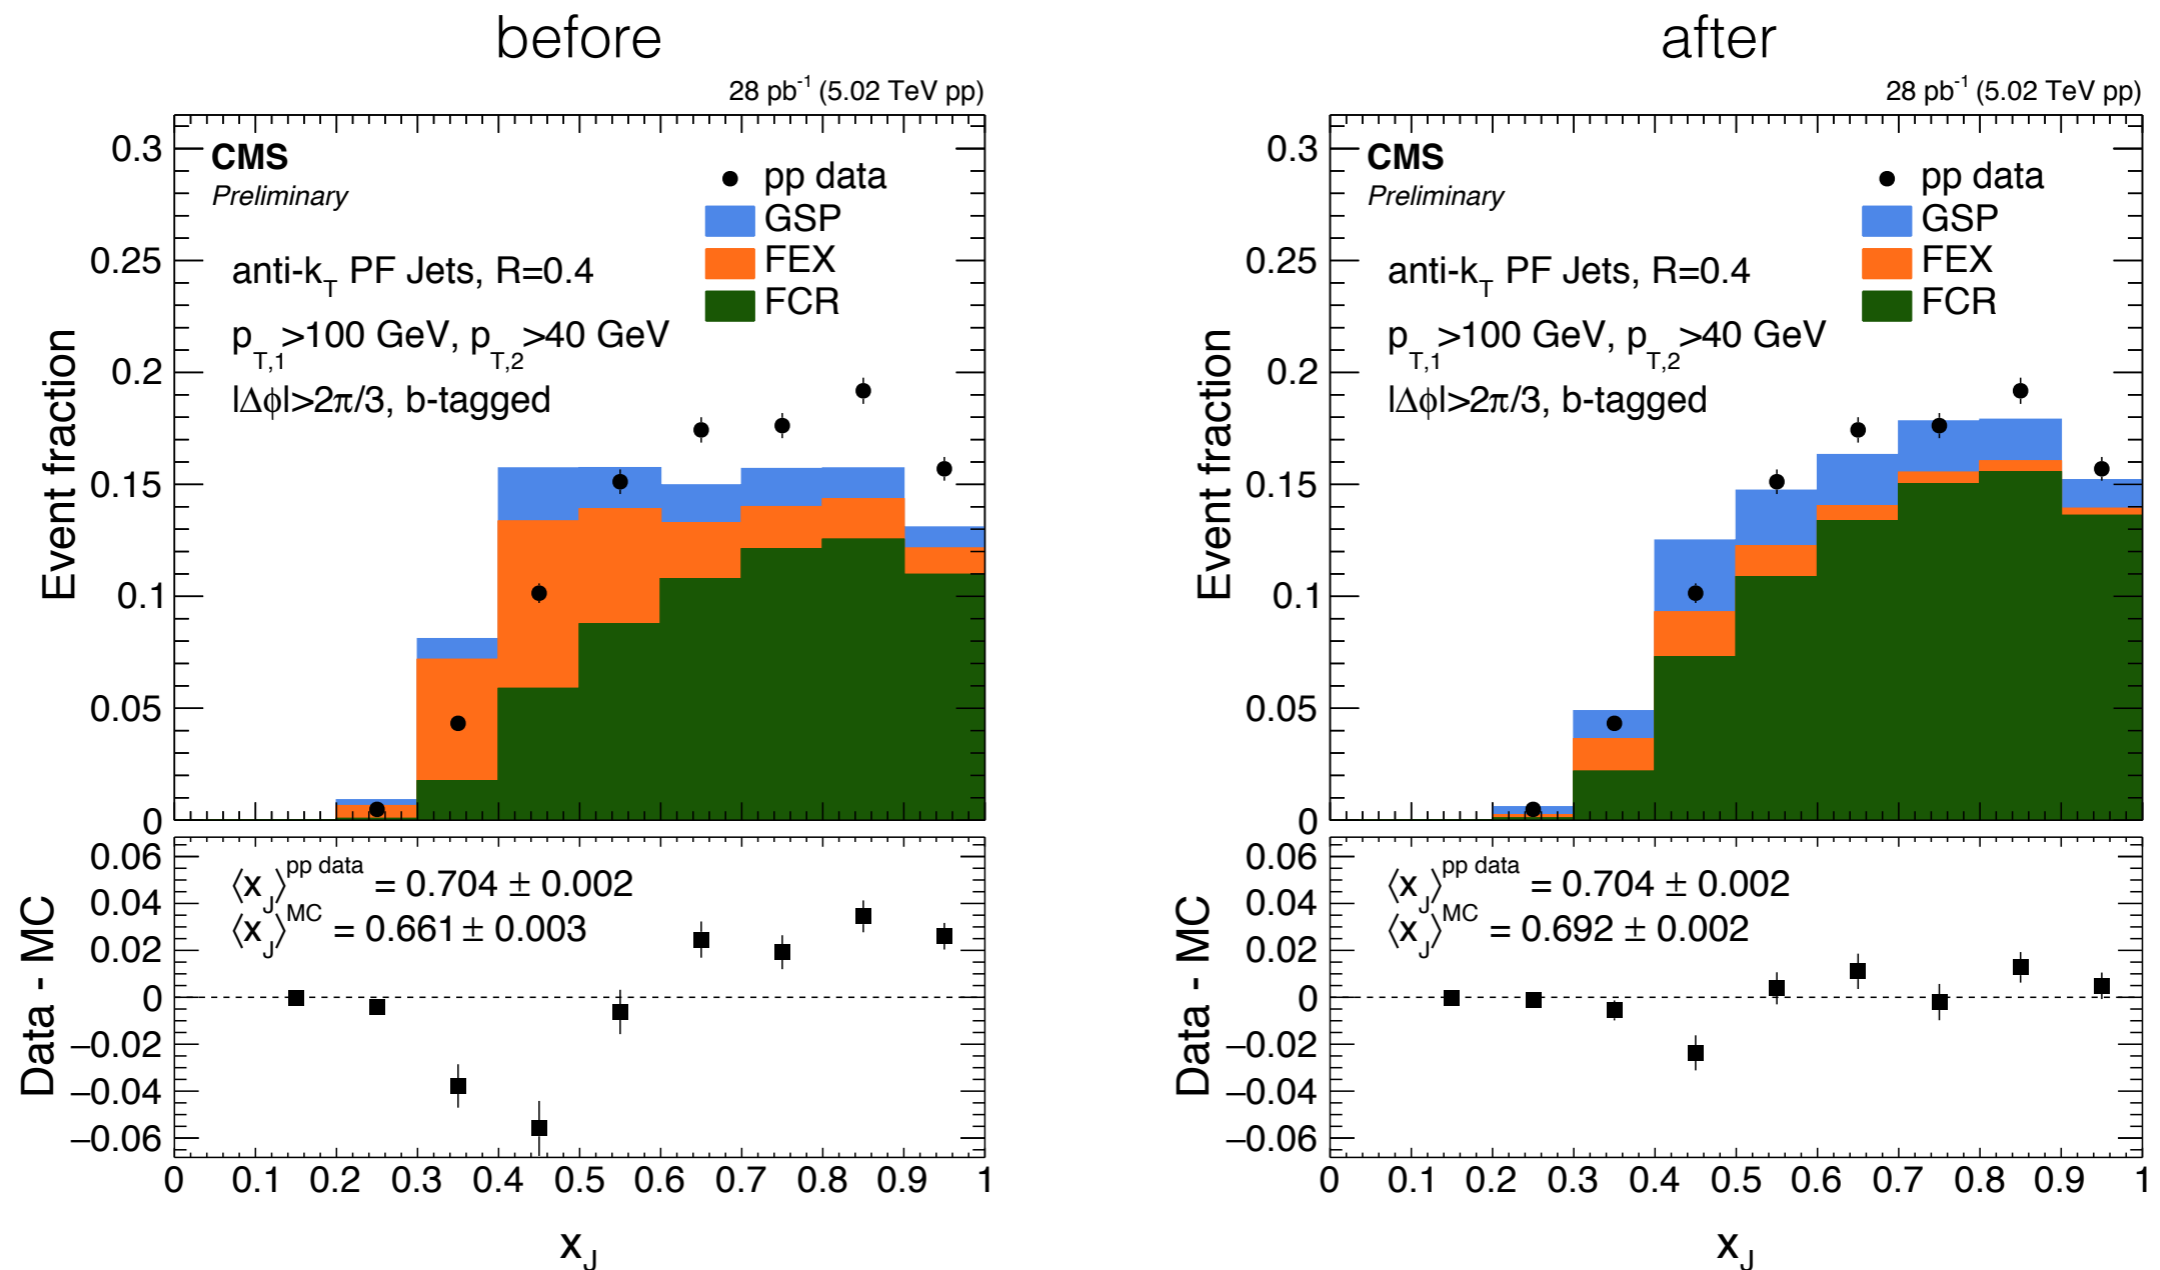 before
28 pb-1 (5.02 TeV pp)
CMS
Preliminary
pp data
GSP
FEX
FCR
anti-kT PF Jets, R=0.4
pT,1>100 GeV, pT,2>40 GeV
|Δϕ|>2π/3, b-tagged
Event fraction
0.3
0.25
0.2
0.15
0.1
0.05
0
⟨xJ⟩pp data = 0.704 ± 0.002
⟨xJ⟩MC = 0.661 ± 0.003
Data - MC
0.06
0.04
0.02
0
−0.02
−0.04
−0.06
0 0.1 0.2 0.3 0.4 0.5 0.6 0.7 0.8 0.9 1
xJ
after
28 pb-1 (5.02 TeV pp)
CMS
Preliminary
pp data
GSP
FEX
FCR
anti-kT PF Jets, R=0.4
pT,1>100 GeV, pT,2>40 GeV
|Δϕ|>2π/3, b-tagged
Event fraction
0.3
0.25
0.2
0.15
0.1
0.05
0
⟨xJ⟩pp data = 0.704 ± 0.002
⟨xJ⟩MC = 0.692 ± 0.002
Data - MC
0.06
0.04
0.02
0
−0.02
−0.04
−0.06
0 0.1 0.2 0.3 0.4 0.5 0.6 0.7 0.8 0.9 1
xJ